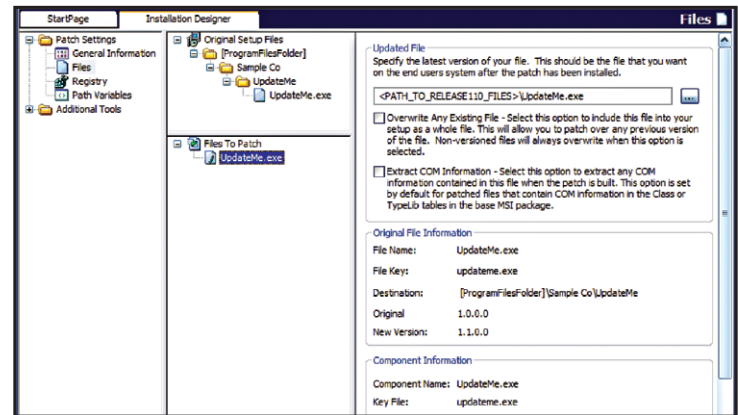 StartPage
Installation Designer
Files
Patch Settings
General Information
Files
Registry
Path Variables
Additional Tools
Original Setup Files
[ProgramFilesFolder]
Sample Co
UpdateMe
UpdateMe.exe
Files To Patch
UpdateMe.exe
Updated File
Specify the latest version of your file. This should be the file that you want
on the end users system after the patch has been installed.
<PATH_TO_RELEASE110_FILES>\UpdateMe.exe
...
Overwrite Any Existing File - Select this option to include this file into your
setup as a whole file. This will allow you to patch over any previous version
of the file. Non-versioned files will always overwrite when this option is
selected.
Extract COM Information - Select this option to extract any COM
information contained in this file when the patch is built. This option is set
by default for patched files that contain COM information in the Class or
TypeLib tables in the base MSI package.
Original File Information
File Name: UpdateMe.exe
File Key: updateme.exe
Destination: [ProgramFilesFolder]\Sample Co\UpdateMe
Original 1.0.0.0
New Version: 1.1.0.0
Component Information
Component Name: UpdateMe.exe
Key File: updateme.exe